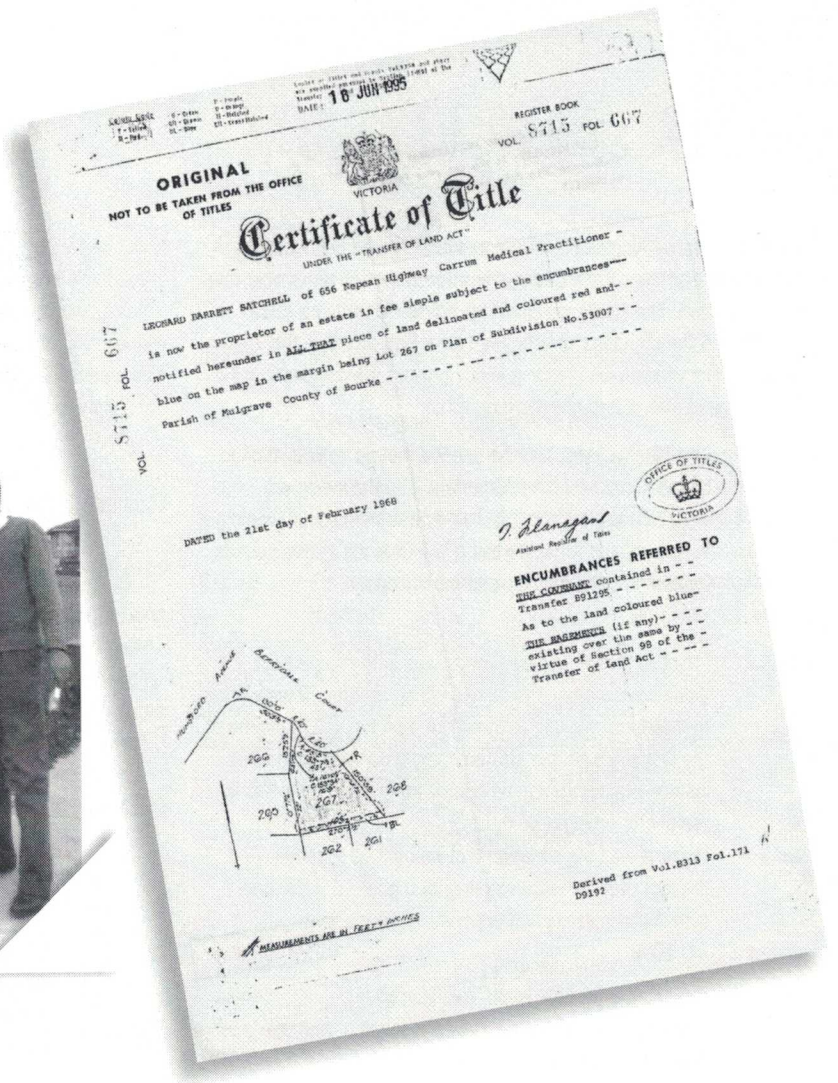 18 JUN 1995
DATE:
REGISTER BOOK
VOL. 8715 FOL. 667
ORIGINAL
NOT TO BE TAKEN FROM THE OFFICE
OF TITLES
VICTORIA
Certificate of Title
UNDER THE "TRANSFER OF LAND ACT"
VOL. 8715 FOL. 667
LEONARD BARRETT SATCHELL of 656 Nepean Highway Carrum Medical Practitioner -
is now the proprietor of an estate in fee simple subject to the encumbrances---
notified hereunder in ALL THAT piece of land delineated and coloured red and- -
blue on the map in the margin being Lot 267 on Plan of Subdivision No.53007 - -
Parish of Mulgrave County of Bourke - - - - - - - - - - - - - - - - - -
DATED the 21st day of February 1968
OFFICE OF TITLES
VICTORIA
Flanagan
Assistant Registrar of Titles
ENCUMBRANCES REFERRED TO
THE COVENANT contained in - -
Transfer B91295 - - - - - - -
As to the land coloured blue-
THE EASEMENTS (if any)- - - -
existing over the same by - -
virtue of Section 98 of the -
Transfer of Land Act - - - - -
COURT
266
260
267
268
262
261
R
BL
MEASUREMENTS ARE IN FEET & INCHES
Derived from Vol.8313 Fol.171
D9192